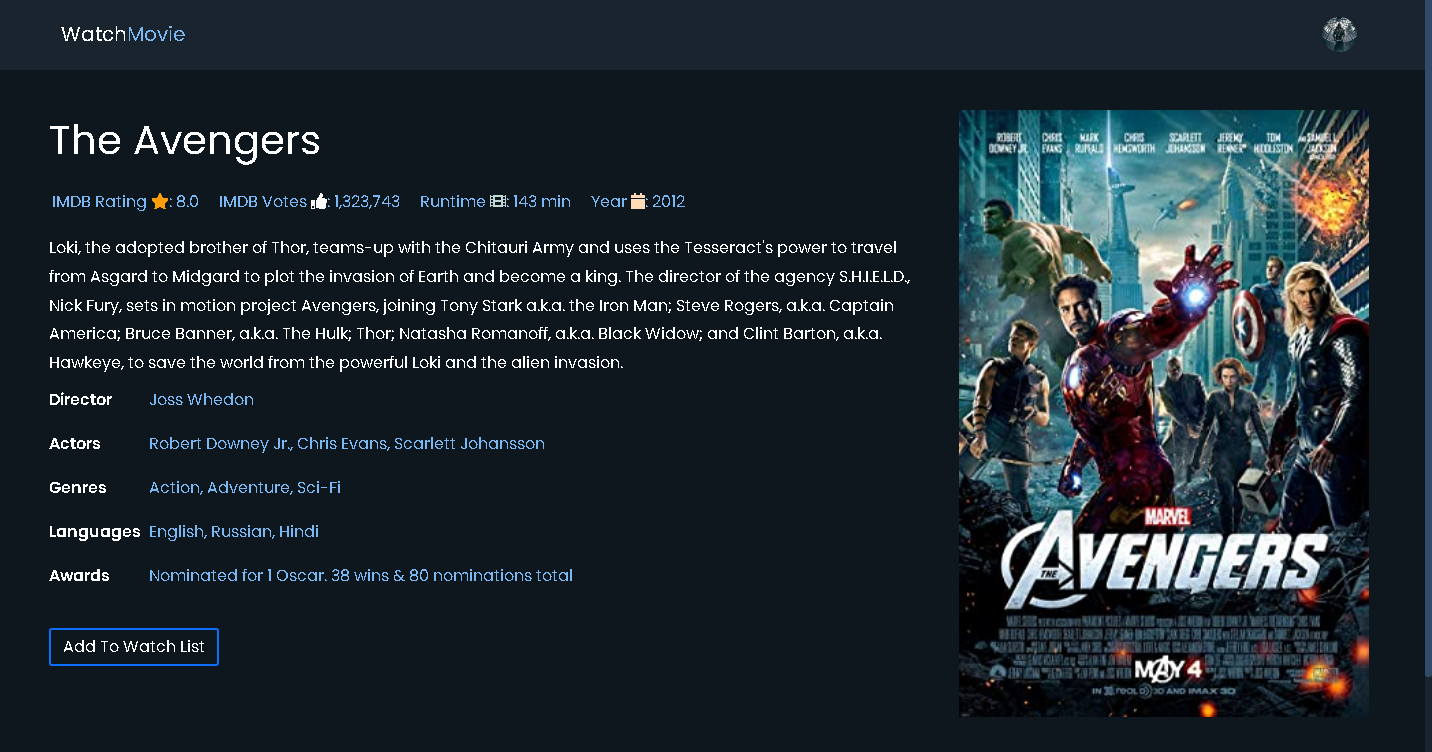 WatchMovie
The Avengers
IMDB Rating ⭐: 8.0 IMDB Votes 👍: 1,323,743 Runtime 🎞: 143 min Year 📅: 2012
Loki, the adopted brother of Thor, teams-up with the Chitauri Army and uses the Tesseract's power to travel
from Asgard to Midgard to plot the invasion of Earth and become a king. The director of the agency S.H.I.E.L.D.,
Nick Fury, sets in motion project Avengers, joining Tony Stark a.k.a. the Iron Man; Steve Rogers, a.k.a. Captain
America; Bruce Banner, a.k.a. The Hulk; Thor; Natasha Romanoff, a.k.a. Black Widow; and Clint Barton, a.k.a.
Hawkeye, to save the world from the powerful Loki and the alien invasion.
Director Joss Whedon
Actors Robert Downey Jr., Chris Evans, Scarlett Johansson
Genres Action, Adventure, Sci-Fi
Languages English, Russian, Hindi
Awards Nominated for 1 Oscar. 38 wins & 80 nominations total
Add To Watch List
ROBERT DOWNEY JR. CHRIS EVANS MARK RUFFALO CHRIS HEMSWORTH SCARLETT JOHANSSON JEREMY RENNER TOM HIDDLESTON AND SAMUEL L. JACKSON
MARVEL
THE AVENGERS
MAY 4
IN REAL D 3D AND IMAX 3D